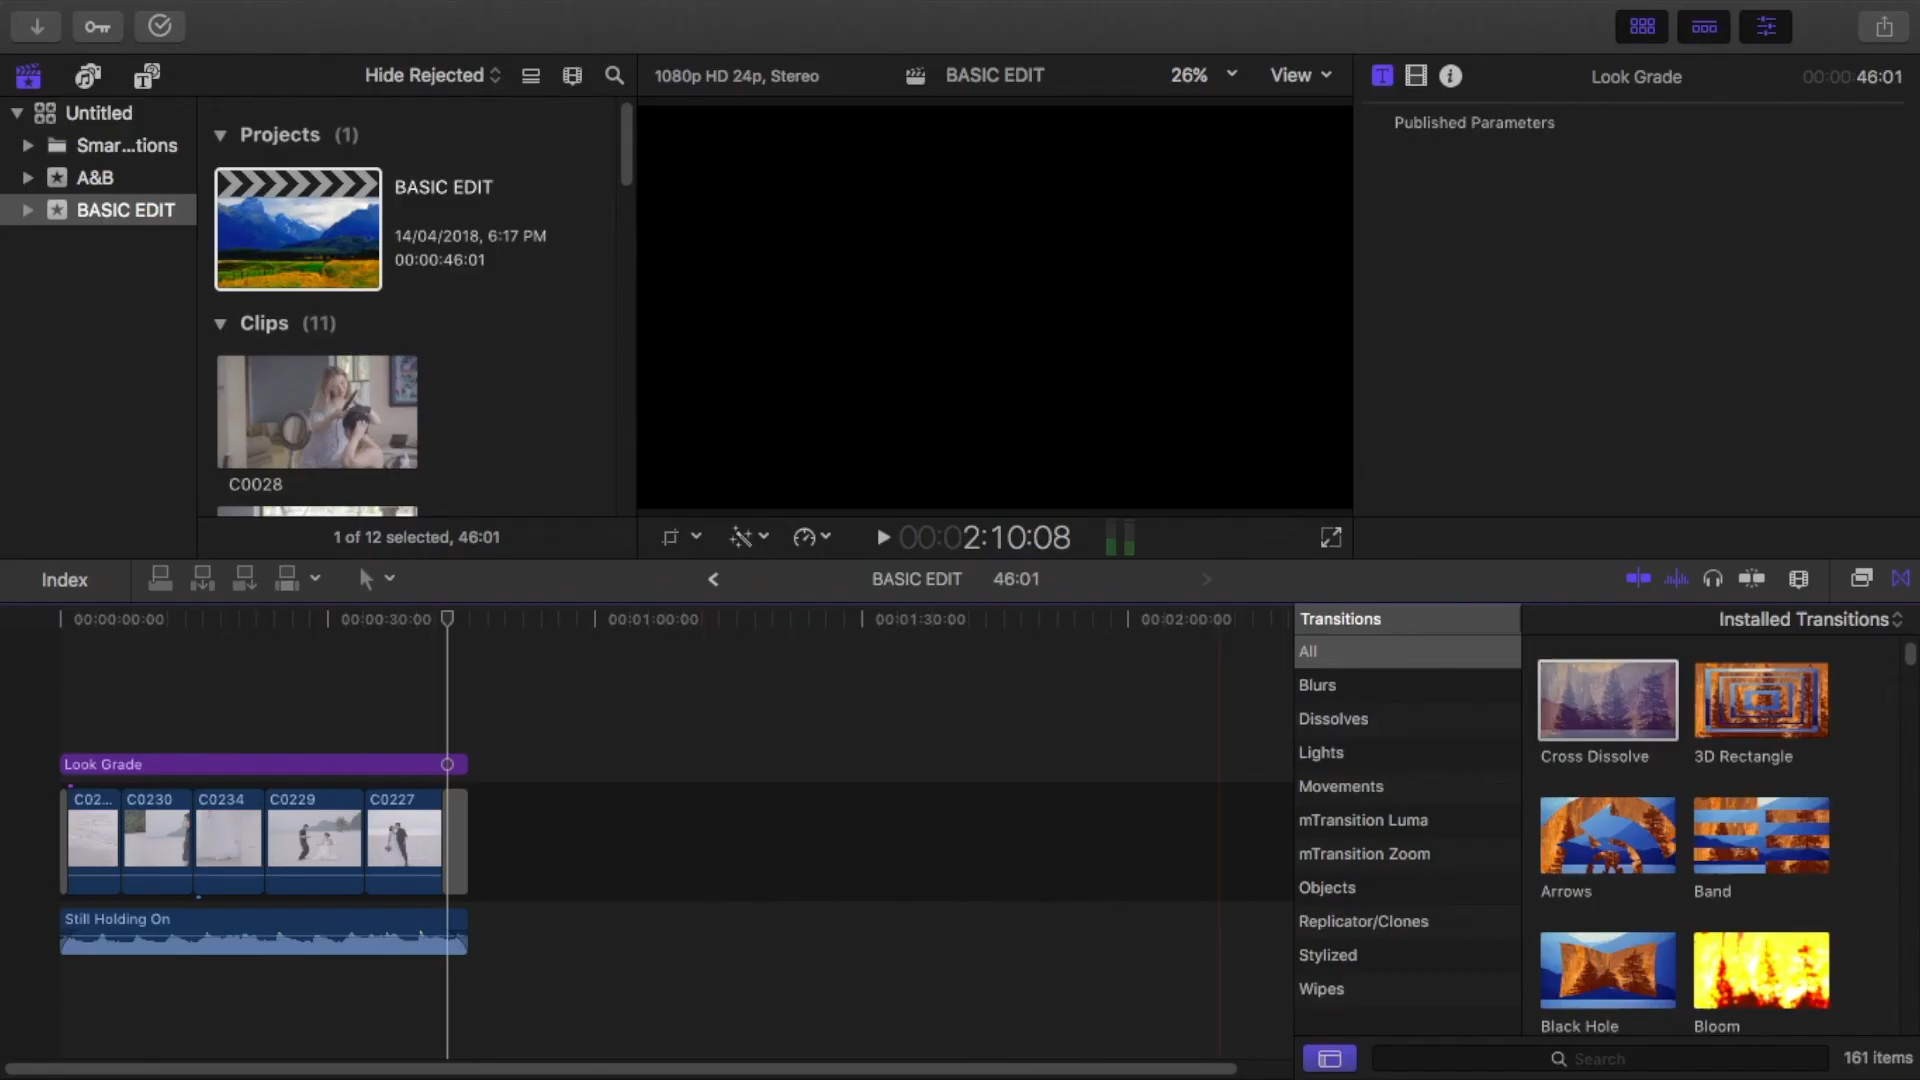 Hide Rejected
1080p HD 24p, Stereo
BASIC EDIT
26%
View
Look Grade
00:00:46:01
Untitled
Smar...tions
A&B
BASIC EDIT
Projects (1)
BASIC EDIT
14/04/2018, 6:17 PM
00:00:46:01
Clips (11)
C0028
Published Parameters
1 of 12 selected, 46:01
00:02:10:08
Index
BASIC EDIT
46:01
00:00:00:00
00:00:30:00
00:01:00:00
00:01:30:00
00:02:00:00
Look Grade
C02...
C0230
C0234
C0229
C0227
Still Holding On
Transitions
Installed Transitions
All
Blurs
Dissolves
Lights
Movements
mTransition Luma
mTransition Zoom
Objects
Replicator/Clones
Stylized
Wipes
Cross Dissolve
3D Rectangle
Arrows
Band
Black Hole
Bloom
Search
161 items